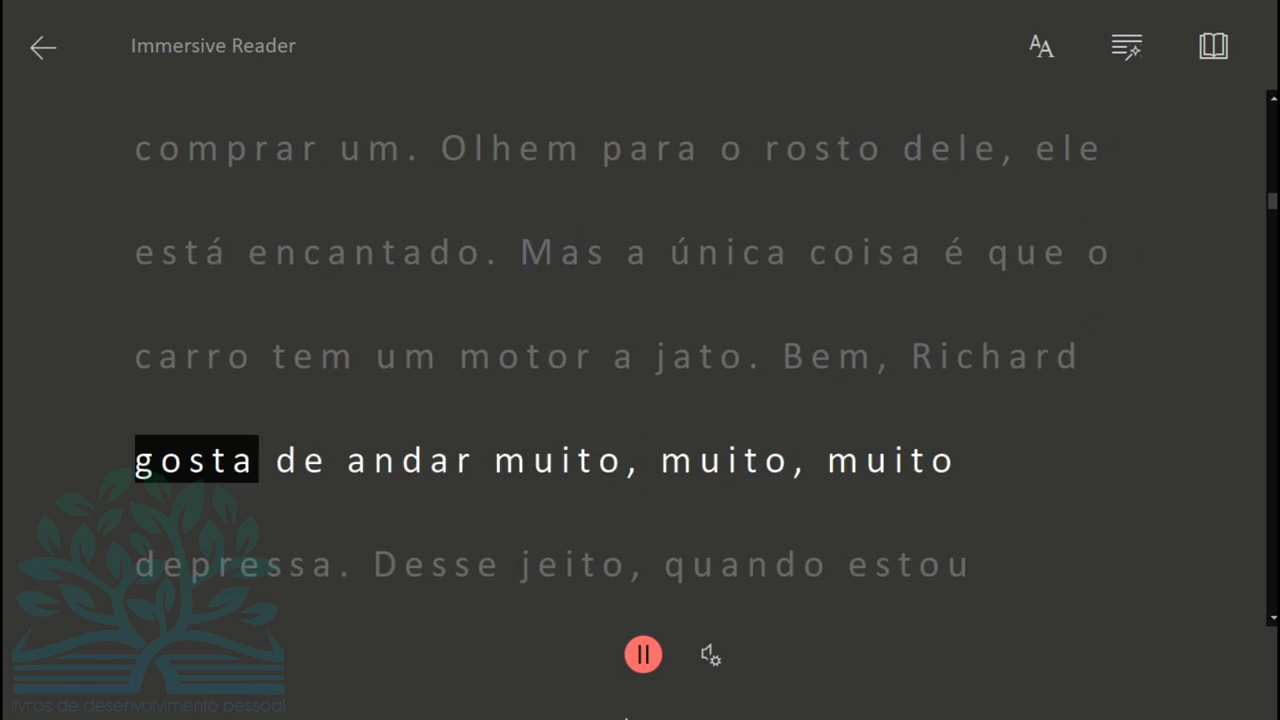 Immersive Reader
comprar um. Olhem para o rosto dele, ele
está encantado. Mas a única coisa é que o
carro tem um motor a jato. Bem, Richard
gosta de andar muito, muito, muito
depressa. Desse jeito, quando estou
livros de desenvolvimento pessoal